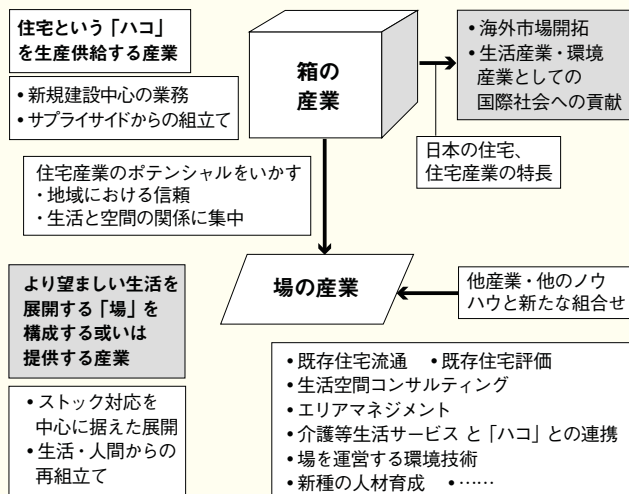 住宅という「ハコ」
を生産供給する産業
• 新規建設中心の業務
• サプライサイドからの組立て
箱の
産業
• 海外市場開拓
• 生活産業・環境
産業としての
国際社会への貢献
日本の住宅、
住宅産業の特長
住宅産業のポテンシャルをいかす
・地域における信頼
・生活と空間の関係に集中
場の産業
他産業・他のノウ
ハウと新たな組合せ
より望ましい生活を
展開する「場」を
構成する或いは
提供する産業
• ストック対応を
中心に据えた展開
• 生活・人間からの
再組立て
• 既存住宅流通 • 既存住宅評価
• 生活空間コンサルティング
• エリアマネジメント
• 介護等生活サービス と「ハコ」との連携
• 場を運営する環境技術
• 新種の人材育成 • ……